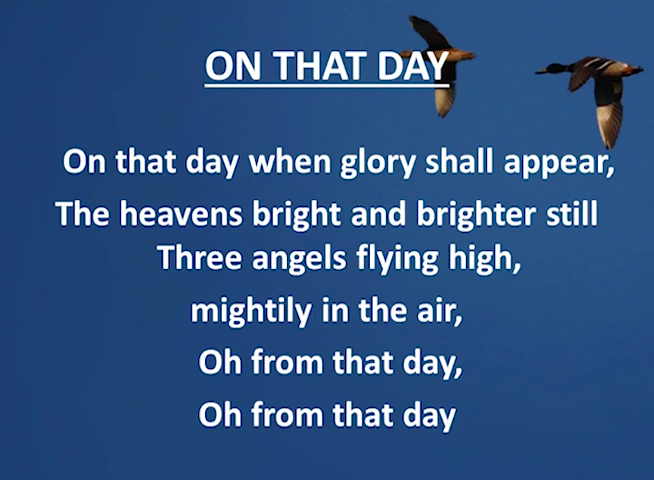 ON THAT DAY
On that day when glory shall appear,
The heavens bright and brighter still
Three angels flying high,
mightily in the air,
Oh from that day,
Oh from that day